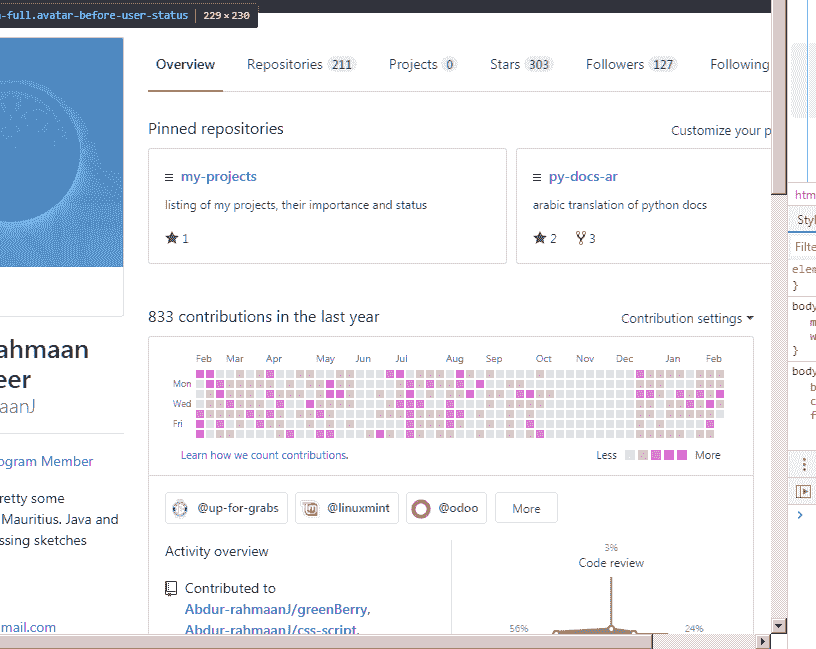 -full.avatar-before-user-status | 229 × 230
Overview Repositories 211 Projects 0 Stars 303 Followers 127 Following
Pinned repositories
Customize your p
my-projects
listing of my projects, their importance and status
1
py-docs-ar
arabic translation of python docs
2 3
833 contributions in the last year
Contribution settings
Feb Mar Apr May Jun Jul Aug Sep Oct Nov Dec Jan Feb
Mon
Wed
Fri
Learn how we count contributions.
Less More
@up-for-grabs @linuxmint @odoo More
Activity overview
Contributed to
Abdur-rahmaanJ/greenBerry,
Abdur-rahmaanJ/css-script,
3%
Code review
56% 24%
ahmaan
eer
aanJ
ogram Member
retty some
Mauritius. Java and
ssing sketches
mail.com
htm
Styl
Filte
elem
}
body
m
w
}
body
b
c
f